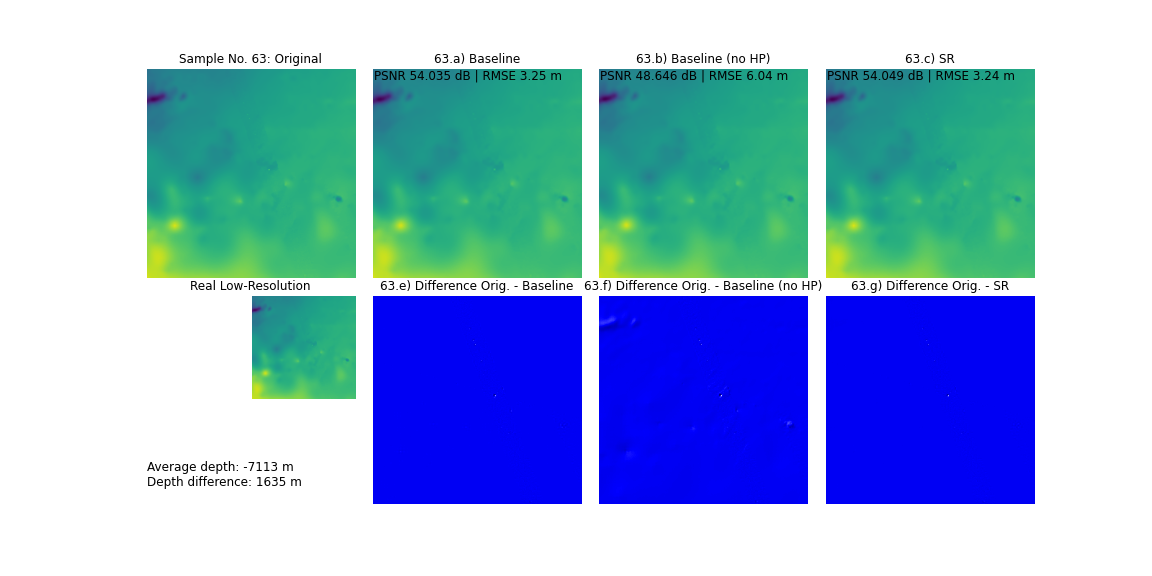 Sample No. 63: Original
63.a) Baseline
63.b) Baseline (no HP)
63.c) SR
PSNR 54.035 dB | RMSE 3.25 m
PSNR 48.646 dB | RMSE 6.04 m
PSNR 54.049 dB | RMSE 3.24 m
Real Low-Resolution
63.e) Difference Orig. - Baseline
63.f) Difference Orig. - Baseline (no HP)
63.g) Difference Orig. - SR
Average depth: -7113 m
Depth difference: 1635 m